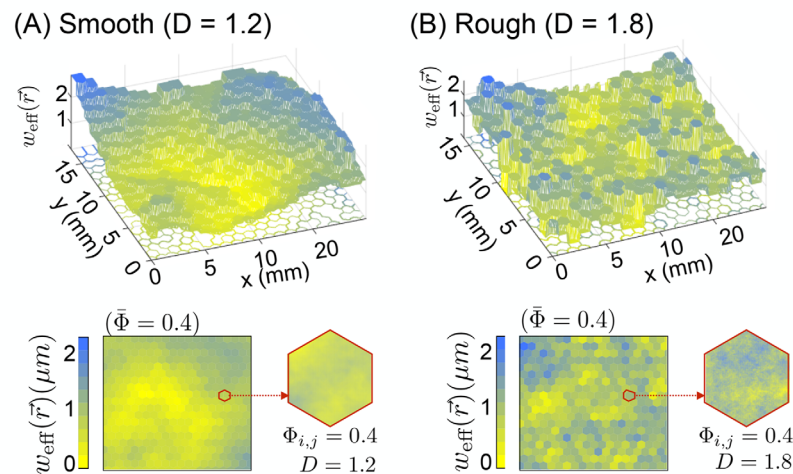 (A) Smooth (D = 1.2)
w_eff(r⃗)
2
1
15
10
5
0
y (mm)
0
5
10
20
x (mm)
(B) Rough (D = 1.8)
w_eff(r⃗)
2
1
15
10
5
0
y (mm)
0
5
10
20
x (mm)
(Φ̄ = 0.4)
w_eff(r⃗)(μm)
2
1
0
Φ_i,j = 0.4
D = 1.2
(Φ̄ = 0.4)
w_eff(r⃗)(μm)
2
1
0
Φ_i,j = 0.4
D = 1.8